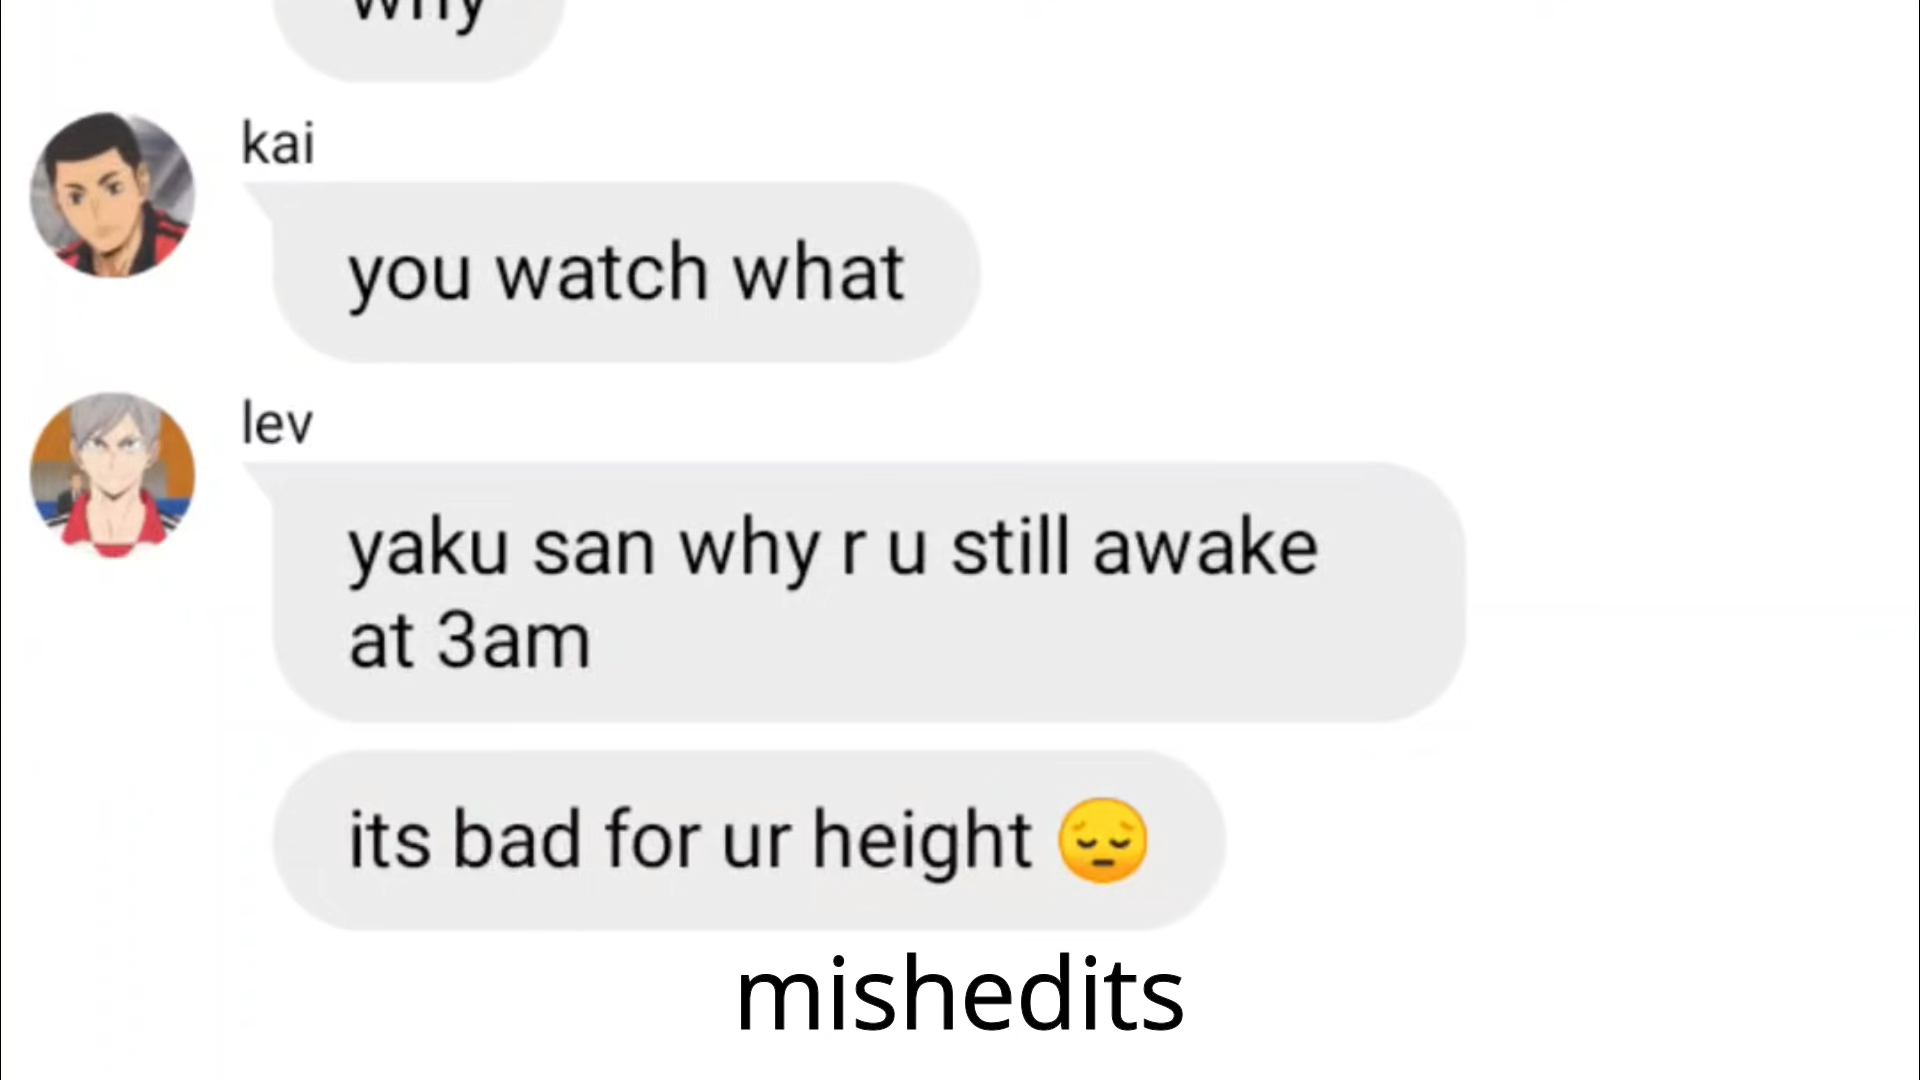 why
kai
you watch what
lev
yaku san why r u still awake
at 3am
its bad for ur height 😔
mishedits